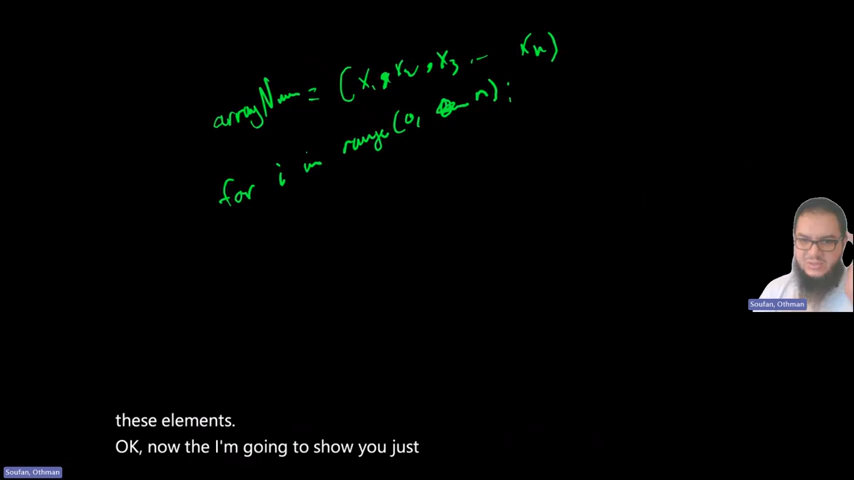 arrayNum = (x1, x2, x3 ... xn)
for i in range(0, n):
Soufan, Othman
these elements.
OK, now the I'm going to show you just
Soufan, Othman